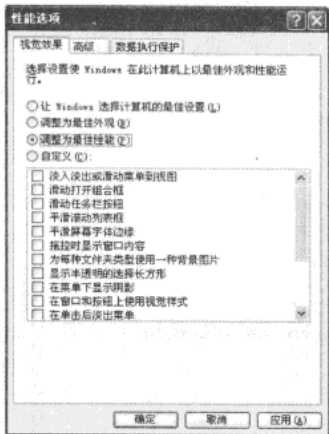 性能选项
视觉效果 高级 数据执行保护
选择设置使 Windows 在此计算机上以最佳外观和性能运
行。
让 Windows 选择计算机的最佳设置(L)
调整为最佳外观(B)
调整为最佳性能(P)
自定义(C):
淡入淡出或滑动菜单到视图
滑动打开组合框
滑动任务栏按钮
平滑滚动列表框
平滑屏幕字体边缘
拖拉时显示窗口内容
为每种文件夹类型使用一种背景图片
显示半透明的选择长方形
在菜单下显示阴影
在窗口和按钮上使用视觉样式
在单击后淡出菜单
确定 取消 应用(A)